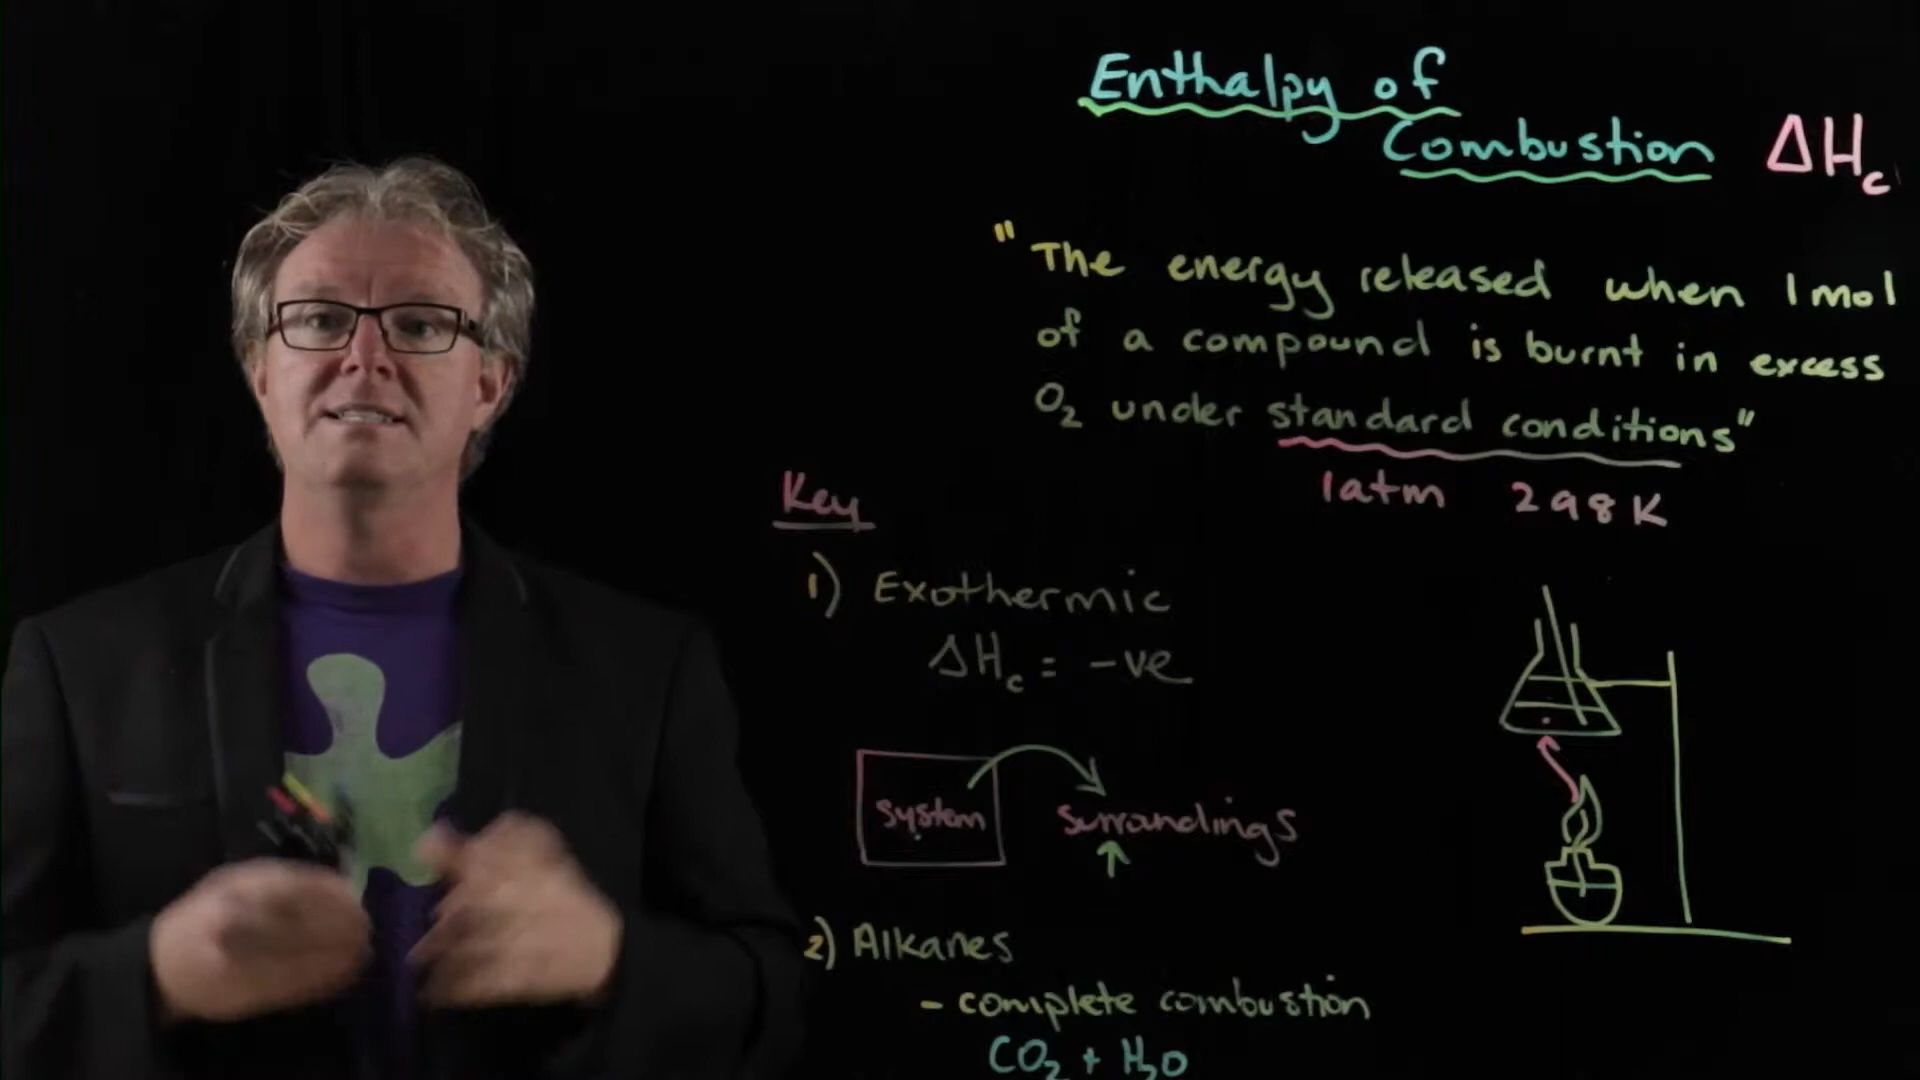 Enthalpy of
Combustion ΔHc
"The energy released when 1mol
of a compound is burnt in excess
O2 under standard conditions"
1atm 298K
Key
1) Exothermic
ΔHc = -ve
system surroundings
2) Alkanes
- complete combustion
CO2 + H2O